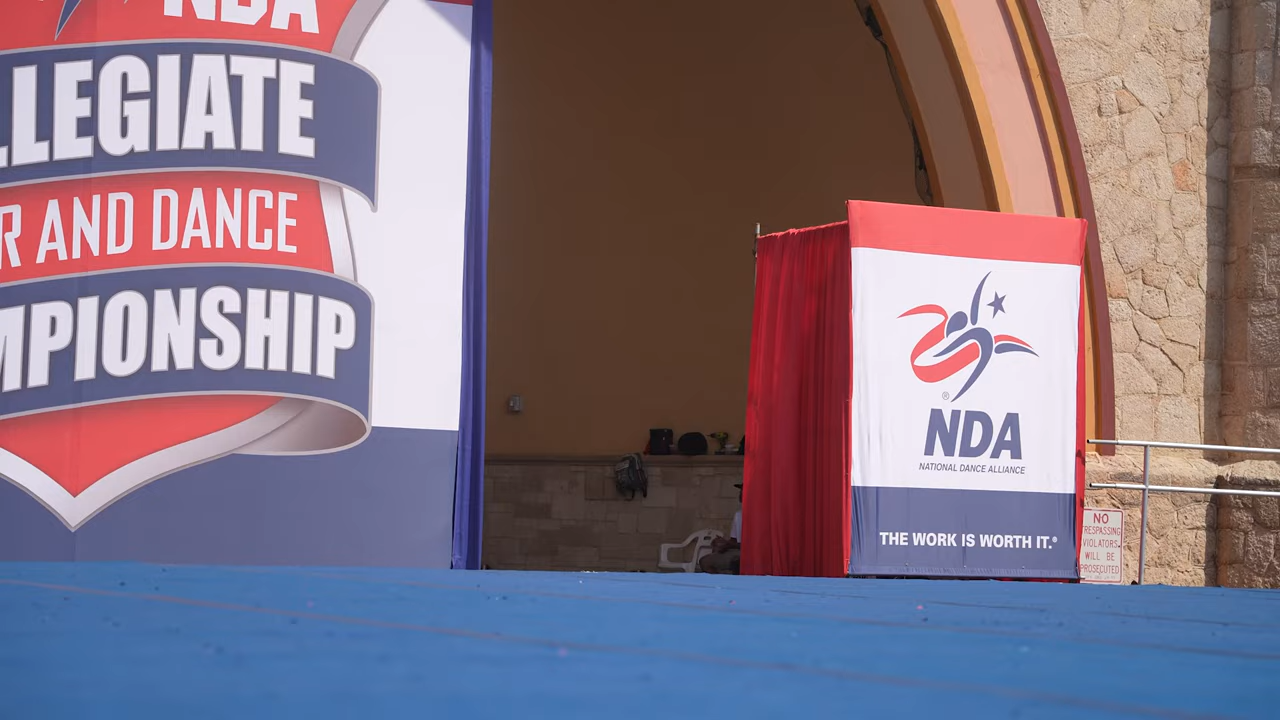 NDA
LLEGIATE
R AND DANCE
MPIONSHIP
NDA
NATIONAL DANCE ALLIANCE
THE WORK IS WORTH IT.®
NO
TRESPASSING
VIOLATORS
WILL BE
PROSECUTED